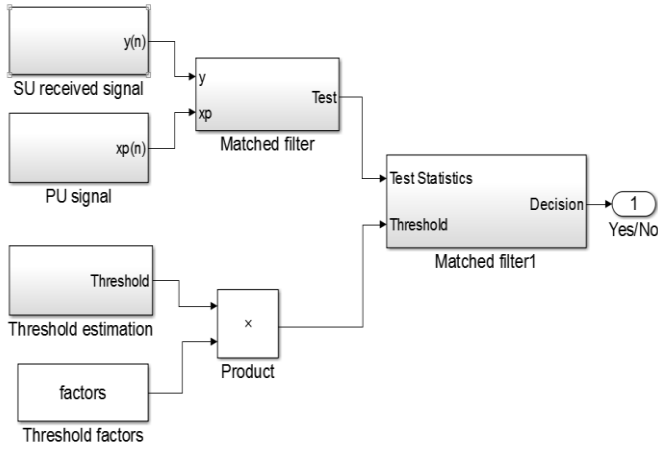 y(n)
SU received signal
xp(n)
PU signal
y
xp
Test
Matched filter
Test Statistics
Threshold
Decision
Matched filter1
1
Yes/No
Threshold
Threshold estimation
×
Product
factors
Threshold factors